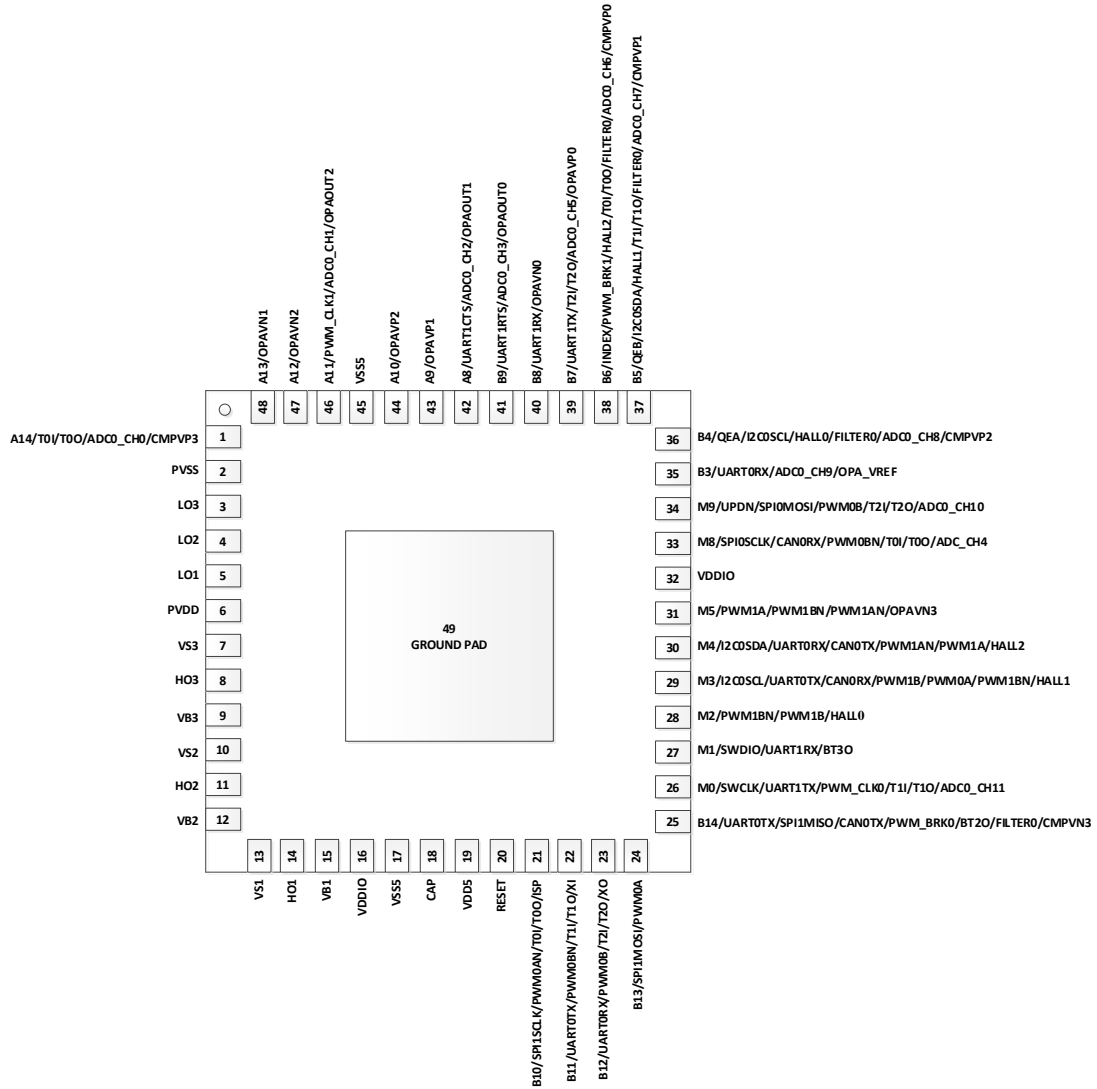 A13/OPAVN1
A12/OPAVN2
A11/PWM_CLK1/ADC0_CH1/OPAOUT2
VSS5
A10/OPAVP2
A9/OPAVP1
A8/UART1CTS/ADC0_CH2/OPAOUT1
B9/UART1RTS/ADC0_CH3/OPAOUT0
B8/UART1RX/OPAVN0
B7/UART1TX/T2I/T2O/ADC0_CH5/OPAVP0
B6/INDEX/PWM_BRK1/HALL2/T0I/T0O/FILTER0/ADC0_CH6/CMPVP0
B5/QEB/I2C0SDA/HALL1/T1I/T1O/FILTER0/ADC0_CH7/CMPVP1
48
47
46
45
44
43
42
41
40
39
38
37
A14/T0I/T0O/ADC0_CH0/CMPVP3 1
PVSS 2
LO3 3
LO2 4
LO1 5
PVDD 6
VS3 7
HO3 8
VB3 9
VS2 10
HO2 11
VB2 12
49
GROUND PAD
36 B4/QEA/I2C0SCL/HALL0/FILTER0/ADC0_CH8/CMPVP2
35 B3/UART0RX/ADC0_CH9/OPA_VREF
34 M9/UPDN/SPI0MOSI/PWM0B/T2I/T2O/ADC0_CH10
33 M8/SPI0SCLK/CAN0RX/PWM0BN/T0I/T0O/ADC_CH4
32 VDDIO
31 M5/PWM1A/PWM1BN/PWM1AN/OPAVN3
30 M4/I2C0SDA/UART0RX/CAN0TX/PWM1AN/PWM1A/HALL2
29 M3/I2C0SCL/UART0TX/CAN0RX/PWM1B/PWM0A/PWM1BN/HALL1
28 M2/PWM1BN/PWM1B/HALL0
27 M1/SWDIO/UART1RX/BT3O
26 M0/SWCLK/UART1TX/PWM_CLK0/T1I/T1O/ADC0_CH11
25 B14/UART0TX/SPI1MISO/CAN0TX/PWM_BRK0/BT2O/FILTER0/CMPVN3
13
14
15
16
17
18
19
20
21
22
23
24
VS1
HO1
VB1
VDDIO
VSS5
CAP
VDD5
RESET
B10/SPI1SCLK/PWM0AN/T0I/T0O/ISP
B11/UART0TX/PWM0BN/T1I/T1O/XI
B12/UART0RX/PWM0B/T2I/T2O/XO
B13/SPI1MOSI/PWM0A